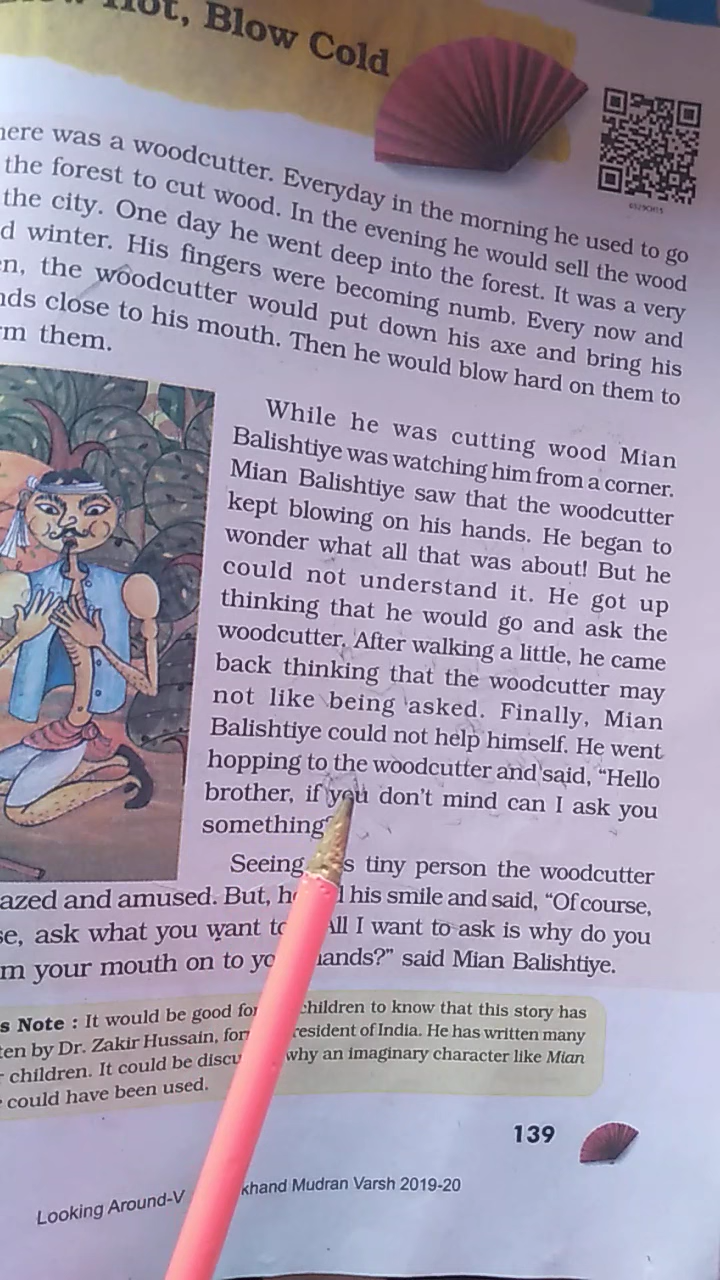 hot, Blow Cold
here was a woodcutter. Everyday in the morning he used to go
the forest to cut wood. In the evening he would sell the wood
the city. One day he went deep into the forest. It was a very
d winter. His fingers were becoming numb. Every now and
en, the woodcutter would put down his axe and bring his
nds close to his mouth. Then he would blow hard on them to
rm them.
While he was cutting wood Mian
Balishtiye was watching him from a corner.
Mian Balishtiye saw that the woodcutter
kept blowing on his hands. He began to
wonder what all that was about! But he
could not understand it. He got up
thinking that he would go and ask the
woodcutter. After walking a little, he came
back thinking that the woodcutter may
not like being asked. Finally, Mian
Balishtiye could not help himself. He went
hopping to the woodcutter and said, “Hello
brother, if you don’t mind can I ask you
something
Seeing s tiny person the woodcutter
azed and amused. But, h his smile and said, “Of course,
se, ask what you want to All I want to ask is why do you
m your mouth on to yo hands?” said Mian Balishtiye.
s Note : It would be good for children to know that this story has
ten by Dr. Zakir Hussain, for resident of India. He has written many
r children. It could be discu why an imaginary character like Mian
could have been used.
139
Looking Around-V khand Mudran Varsh 2019-20